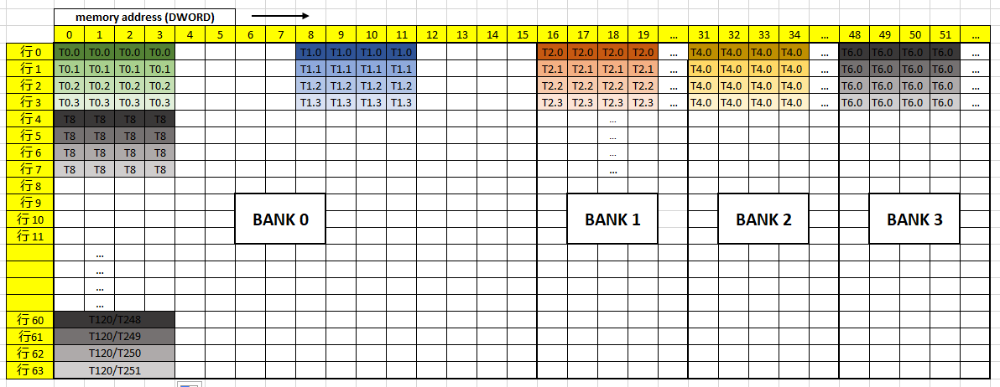 memory address (DWORD)
0 1 2 3 4 5 6 7 8 9 10 11 12 13 14 15 16 17 18 19 ... 31 32 33 34 ... 48 49 50 51 ...
行 0 T0.0 T0.0 T0.0 T0.0 T1.0 T1.0 T1.0 T1.0 T2.0 T2.0 T2.0 T2.0 ... T4.0 T4.0 T4.0 T4.0 ... T6.0 T6.0 T6.0 T6.0 ...
行 1 T0.1 T0.1 T0.1 T0.1 T1.1 T1.1 T1.1 T1.1 T2.1 T2.1 T2.1 T2.1 ... T4.0 T4.0 T4.0 T4.0 ... T6.0 T6.0 T6.0 T6.0 ...
行 2 T0.2 T0.2 T0.2 T0.2 T1.2 T1.2 T1.2 T1.2 T2.2 T2.2 T2.2 T2.2 ... T4.0 T4.0 T4.0 T4.0 ... T6.0 T6.0 T6.0 T6.0 ...
行 3 T0.3 T0.3 T0.3 T0.3 T1.3 T1.3 T1.3 T1.3 T2.3 T2.3 T2.3 T2.3 ... T4.0 T4.0 T4.0 T4.0 ... T6.0 T6.0 T6.0 T6.0 ...
行 4 T8 T8 T8 T8 ...
行 5 T8 T8 T8 T8 ...
行 6 T8 T8 T8 T8 ...
行 7 T8 T8 T8 T8 ...
行 8
行 9
行 10 BANK 0 BANK 1 BANK 2 BANK 3
行 11
...
...
...
...
行 60 T120/T248
行61 T120/T249
行 62 T120/T250
行 63 T120/T251